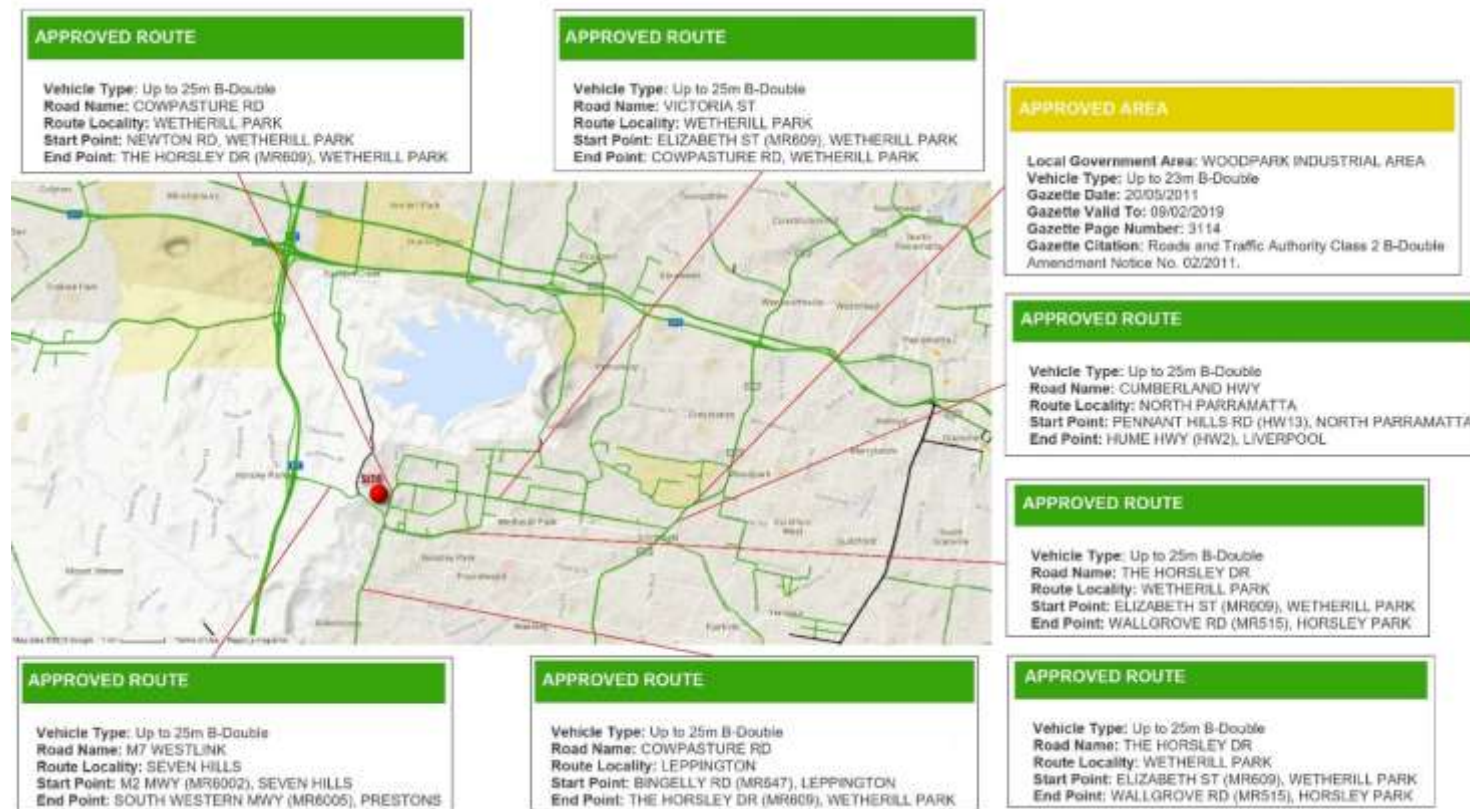 APPROVED ROUTE
Vehicle Type: Up to 25m B-Double
Road Name: COWPASTURE RD
Route Locality: WETHERILL PARK
Start Point: NEWTON RD, WETHERILL PARK
End Point: THE HORSLEY DR (MR609), WETHERILL PARK
APPROVED ROUTE
Vehicle Type: Up to 25m B-Double
Road Name: VICTORIA ST
Route Locality: WETHERILL PARK
Start Point: ELIZABETH ST (MR609), WETHERILL PARK
End Point: COWPASTURE RD, WETHERILL PARK
APPROVED AREA
Local Government Area: WOODPARK INDUSTRIAL AREA
Vehicle Type: Up to 23m B-Double
Gazette Date: 20/05/2011
Gazette Valid To: 09/02/2019
Gazette Page Number: 3114
Gazette Citation: Roads and Traffic Authority Class 2 B-Double
Amendment Notice No. 02/2011.
APPROVED ROUTE
Vehicle Type: Up to 25m B-Double
Road Name: CUMBERLAND HWY
Route Locality: NORTH PARRAMATTA
Start Point: PENNANT HILLS RD (HW13), NORTH PARRAMATTA
End Point: HUME HWY (HW2), LIVERPOOL
SITE
Horsley Park
Wetherill Park
Woodpark
Greystanes
Merrylands
Guildford
West
Guildford
Fairfield
APPROVED ROUTE
Vehicle Type: Up to 25m B-Double
Road Name: THE HORSLEY DR
Route Locality: WETHERILL PARK
Start Point: ELIZABETH ST (MR609), WETHERILL PARK
End Point: WALLGROVE RD (MR515), HORSLEY PARK
APPROVED ROUTE
Vehicle Type: Up to 25m B-Double
Road Name: M7 WESTLINK
Route Locality: SEVEN HILLS
Start Point: M2 MWY (MR6002), SEVEN HILLS
End Point: SOUTH WESTERN MWY (MR6005), PRESTONS
APPROVED ROUTE
Vehicle Type: Up to 25m B-Double
Road Name: COWPASTURE RD
Route Locality: LEPPINGTON
Start Point: BINGELLY RD (MR647), LEPPINGTON
End Point: THE HORSLEY DR (MR609), WETHERILL PARK
APPROVED ROUTE
Vehicle Type: Up to 25m B-Double
Road Name: THE HORSLEY DR
Route Locality: WETHERILL PARK
Start Point: ELIZABETH ST (MR609), WETHERILL PARK
End Point: WALLGROVE RD (MR515), HORSLEY PARK